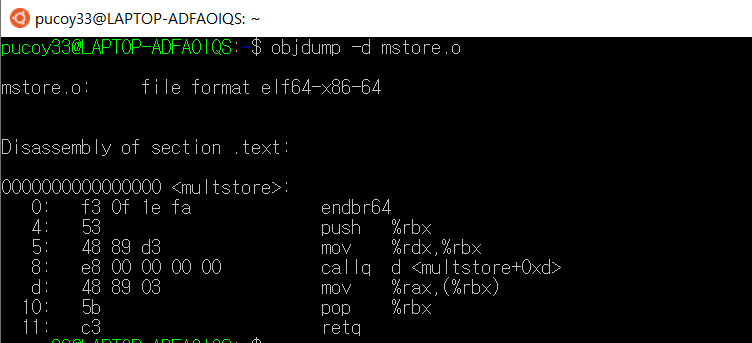 pucoy33@LAPTOP-ADFAOIQS: ~
pucoy33@LAPTOP-ADFAOIQS:~$ objdump -d mstore.o
mstore.o:     file format elf64-x86-64
Disassembly of section .text:
0000000000000000 <multstore>:
   0:   f3 0f 1e fa             endbr64
   4:   53                      push   %rbx
   5:   48 89 d3                mov    %rdx,%rbx
   8:   e8 00 00 00 00          callq  d <multstore+0xd>
   d:   48 89 03                mov    %rax,(%rbx)
  10:   5b                      pop    %rbx
  11:   c3                      retq